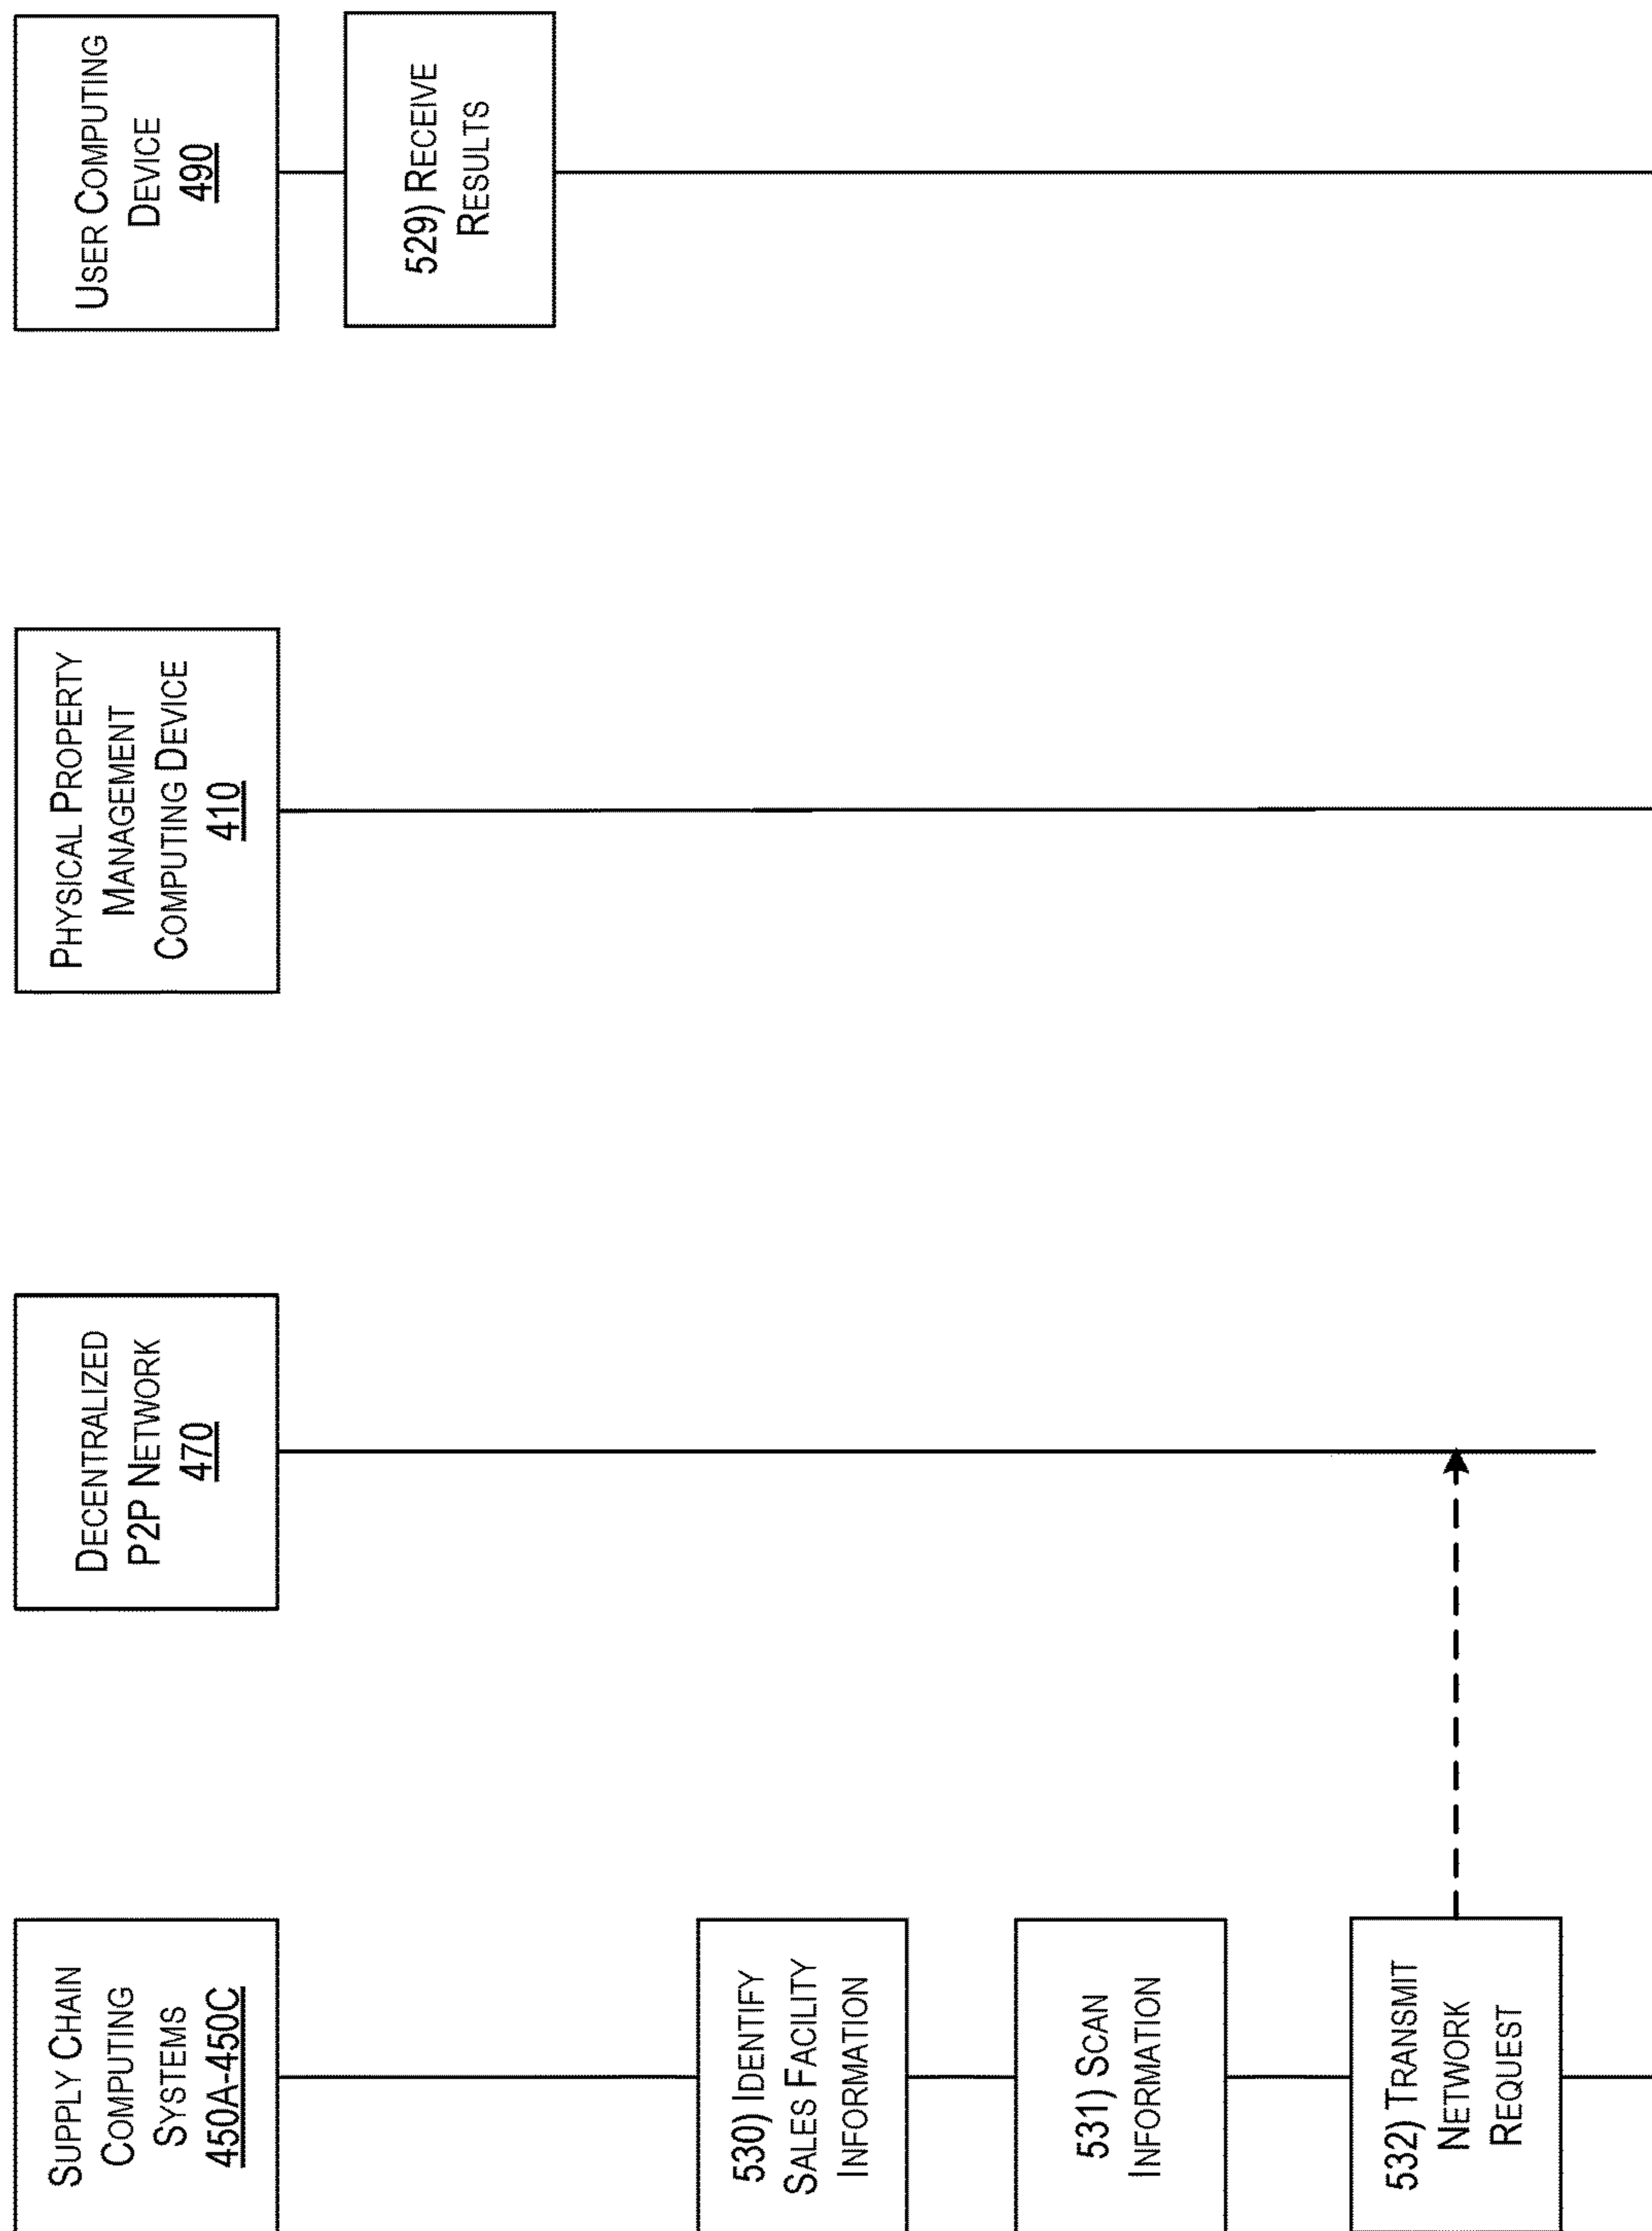 SUPPLY CHAIN
COMPUTING
SYSTEMS
450A-450C
DECENTRALIZED
P2P NETWORK
470
PHYSICAL PROPERTY
MANAGEMENT
COMPUTING DEVICE
410
USER COMPUTING
DEVICE
490
529) RECEIVE
RESULTS
530) IDENTIFY
SALES FACILITY
INFORMATION
531) SCAN
INFORMATION
532) TRANSMIT
NETWORK
REQUEST